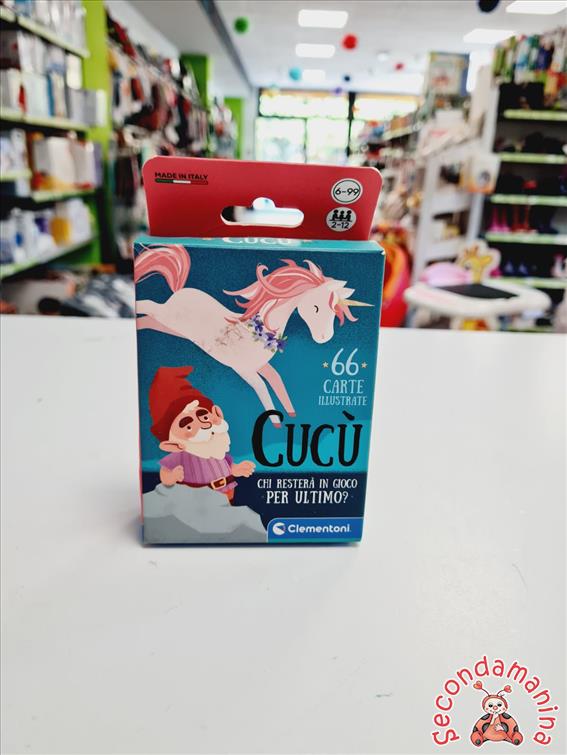 MADE IN ITALY
6-99
2-12
CUCÙ
66
CARTE
ILLUSTRATE
CUCÙ
CHI RESTERÀ IN GIOCO
PER ULTIMO?
Clementoni
Secondamanina